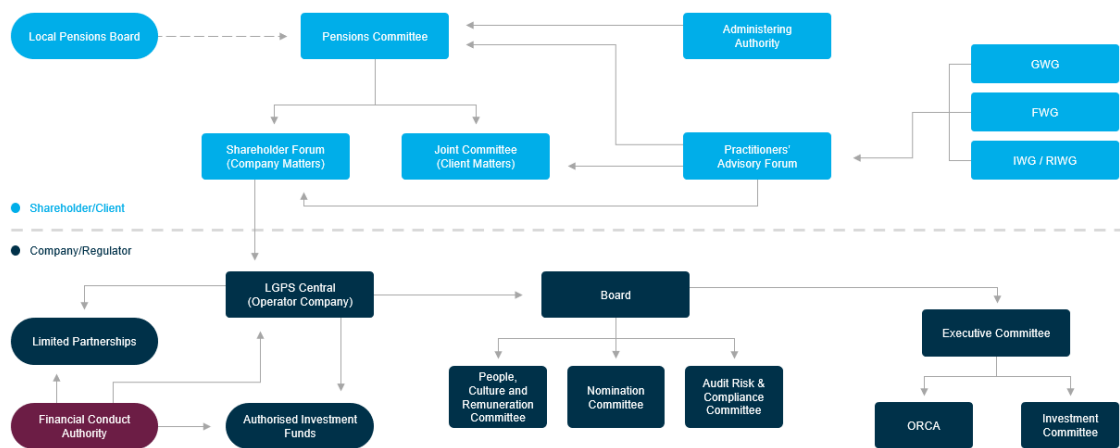 Local Pensions Board
Pensions Committee
Administering
Authority
GWG
FWG
IWG / RIWG
Shareholder Forum
(Company Matters)
Joint Committee
(Client Matters)
Practitioners'
Advisory Forum
Shareholder/Client
Company/Regulator
LGPS Central
(Operator Company)
Board
Limited Partnerships
Executive Committee
People,
Culture and
Remuneration
Committee
Nomination
Committee
Audit Risk &
Compliance
Committee
Financial Conduct
Authority
Authorised Investment
Funds
ORCA
Investment
Committee